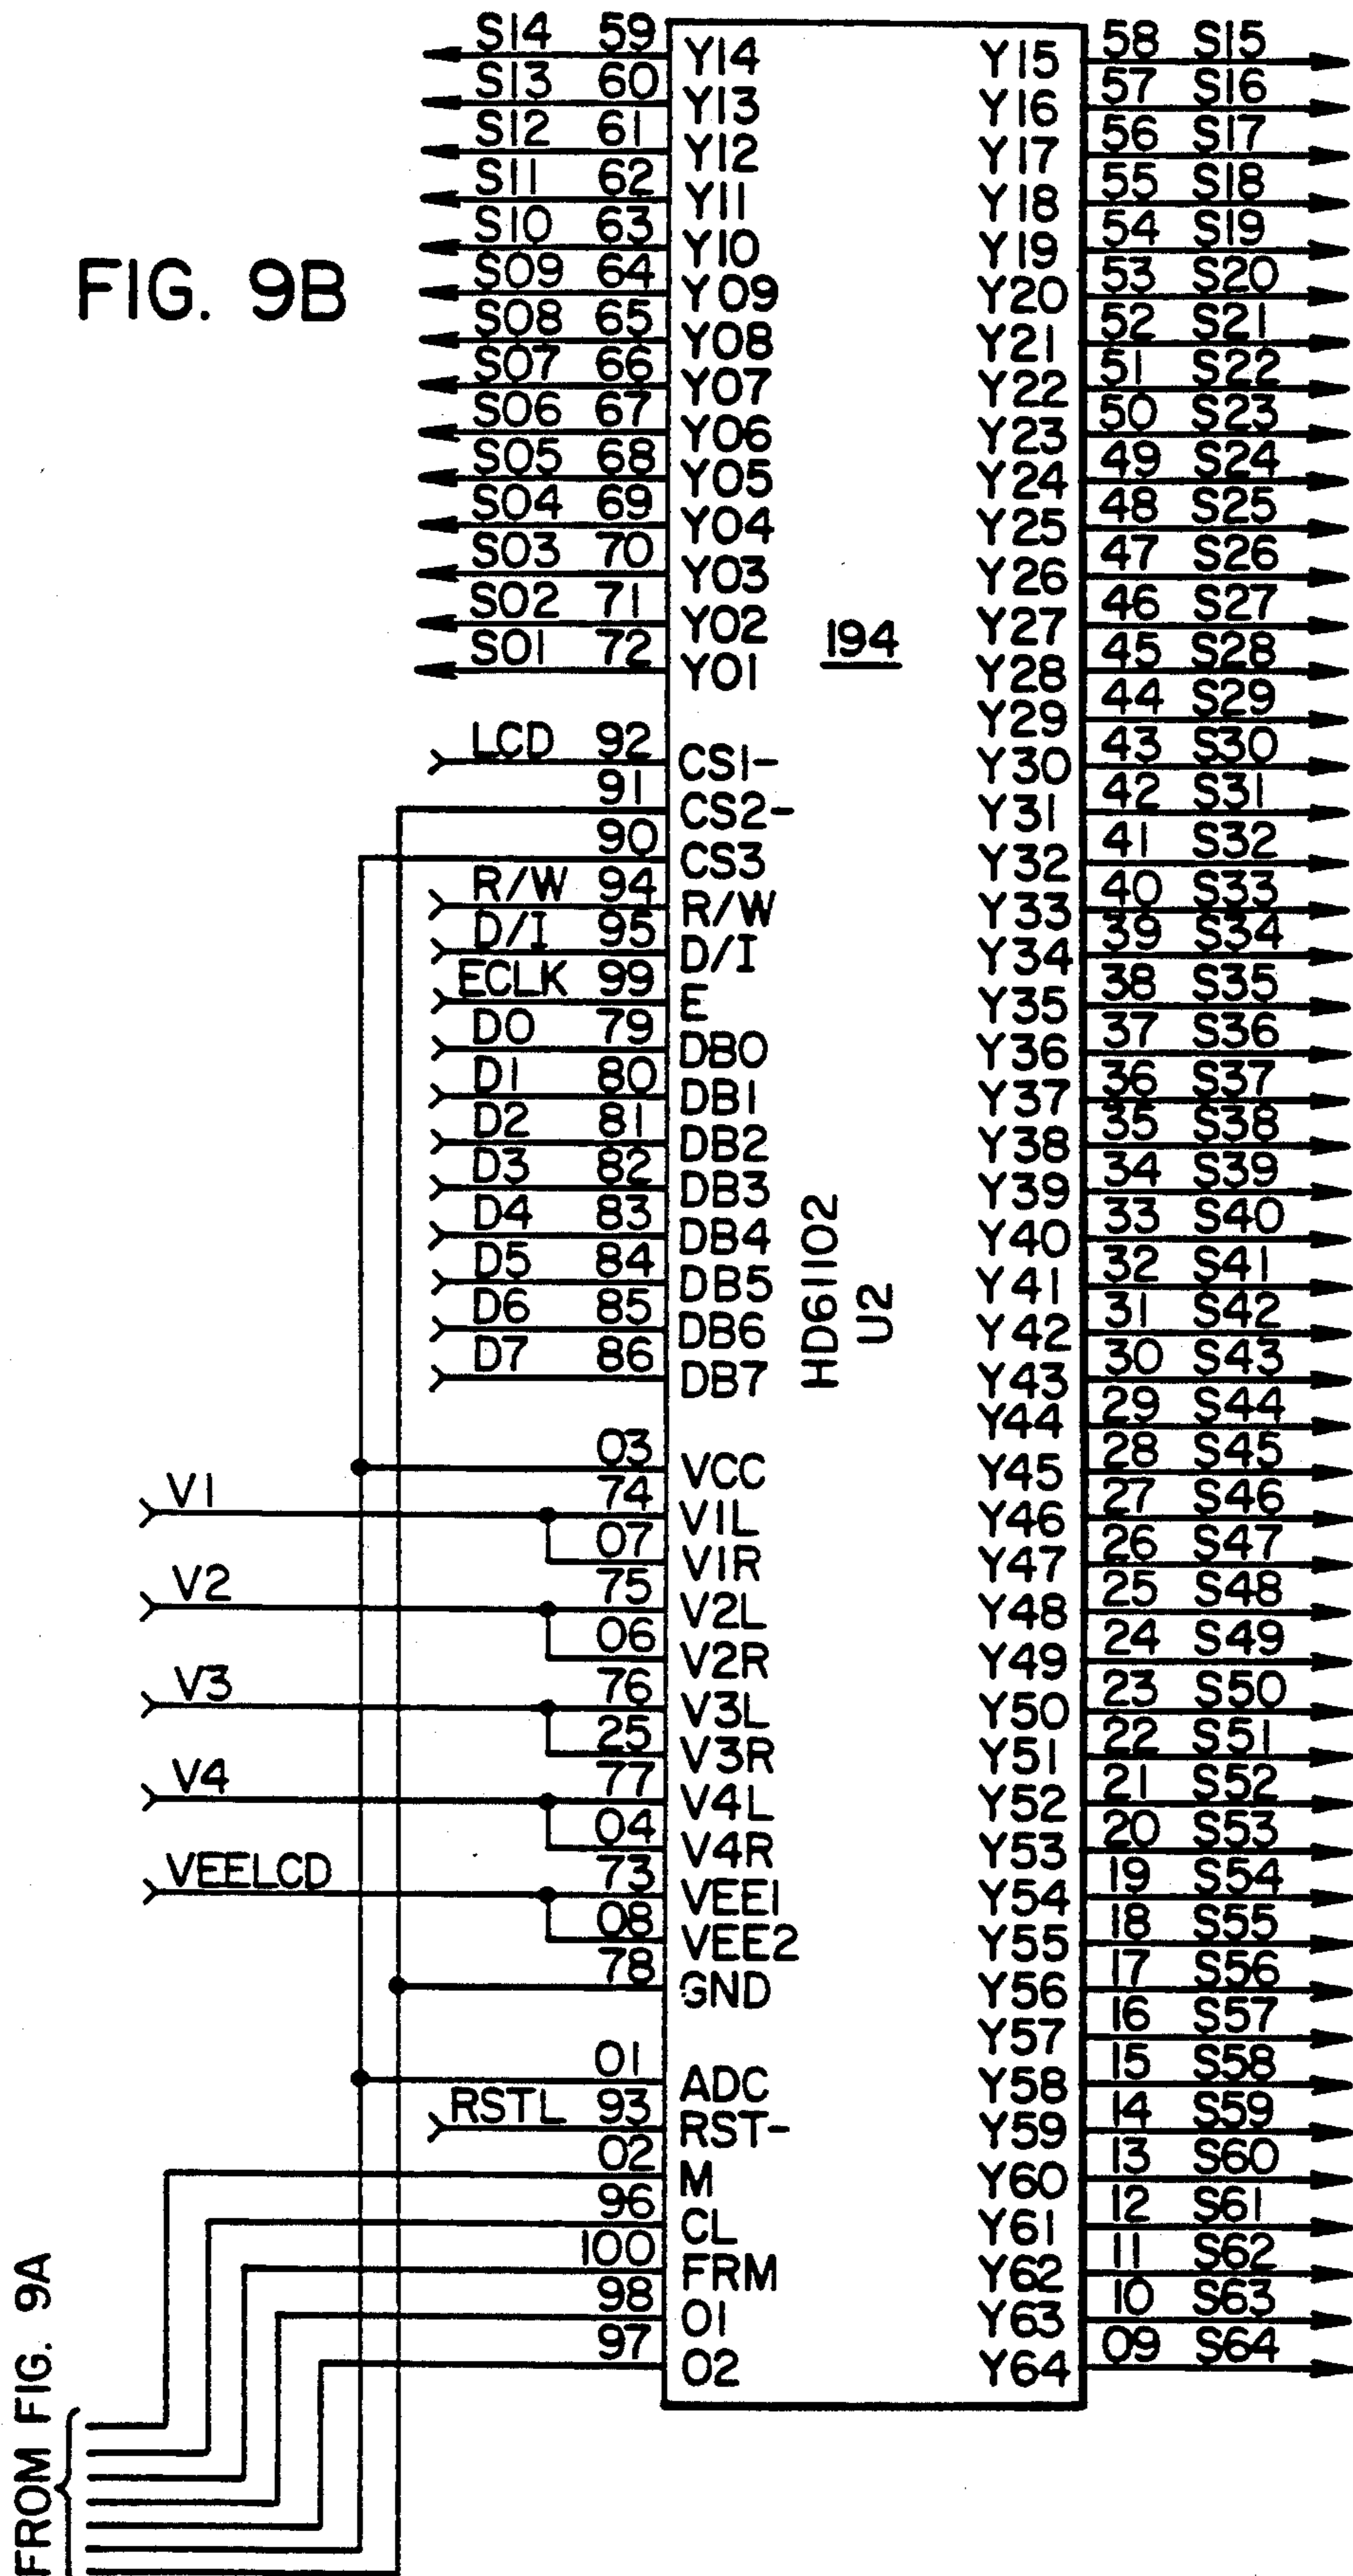 FIG. 9B
S14 59 Y14 Y15 58 S15
S13 60 Y13 Y16 57 S16
S12 61 Y12 Y17 56 S17
S11 62 Y11 Y18 55 S18
S10 63 Y10 Y19 54 S19
S09 64 Y09 Y20 53 S20
S08 65 Y08 Y21 52 S21
S07 66 Y07 Y22 51 S22
S06 67 Y06 Y23 50 S23
S05 68 Y05 Y24 49 S24
S04 69 Y04 Y25 48 S25
S03 70 Y03 Y26 47 S26
S02 71 Y02 Y27 46 S27
S01 72 Y01 Y28 45 S28
194
Y29 44 S29
LCD 92 CS1- Y30 43 S30
91 CS2- Y31 42 S31
90 CS3 Y32 41 S32
R/W 94 R/W Y33 40 S33
D/I 95 D/I Y34 39 S34
ECLK 99 E Y35 38 S35
D0 79 DB0 Y36 37 S36
D1 80 DB1 Y37 36 S37
D2 81 DB2 Y38 35 S38
D3 82 DB3 Y39 34 S39
D4 83 DB4 Y40 33 S40
D5 84 DB5 Y41 32 S41
D6 85 DB6 Y42 31 S42
D7 86 DB7 Y43 30 S43
HD61102
U2
Y44 29 S44
03 VCC Y45 28 S45
V1 74 V1L Y46 27 S46
07 V1R Y47 26 S47
V2 75 V2L Y48 25 S48
06 V2R Y49 24 S49
V3 76 V3L Y50 23 S50
25 V3R Y51 22 S51
V4 77 V4L Y52 21 S52
04 V4R Y53 20 S53
VEELCD 73 VEE1 Y54 19 S54
08 VEE2 Y55 18 S55
78 GND Y56 17 S56
Y57 16 S57
01 ADC Y58 15 S58
RSTL 93 RST- Y59 14 S59
02 M Y60 13 S60
96 CL Y61 12 S61
100 FRM Y62 11 S62
98 O1 Y63 10 S63
97 O2 Y64 09 S64
FROM FIG. 9A